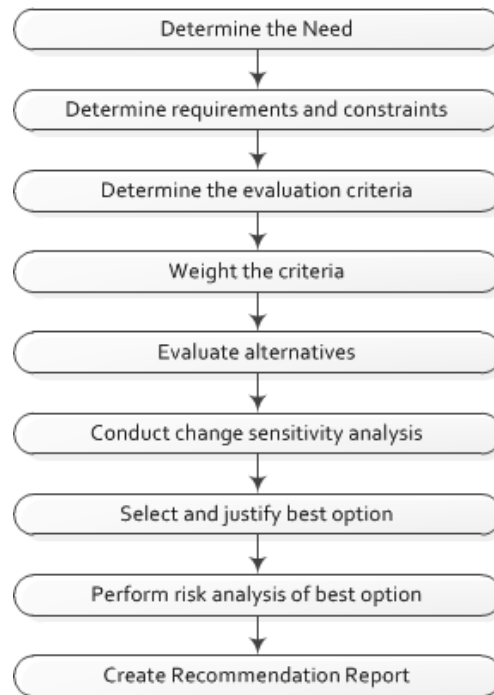 Determine the Need
Determine requirements and constraints
Determine the evaluation criteria
Weight the criteria
Evaluate alternatives
Conduct change sensitivity analysis
Select and justify best option
Perform risk analysis of best option
Create Recommendation Report